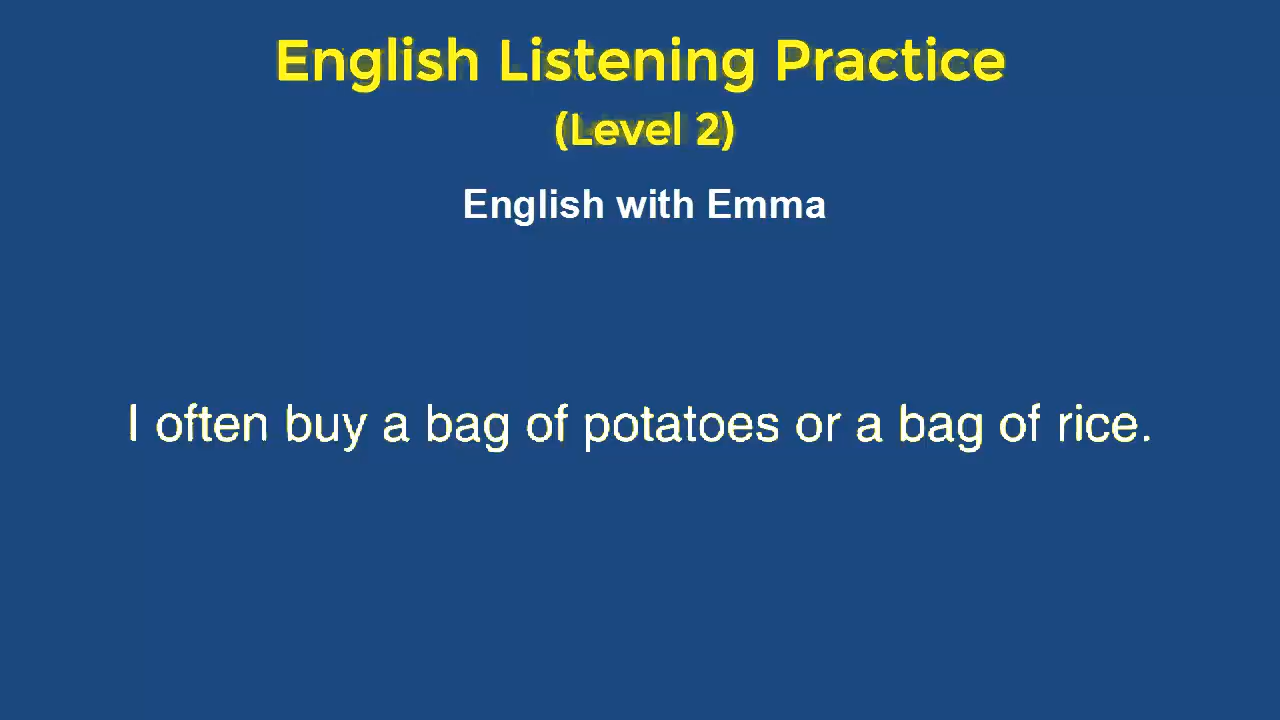 English Listening Practice
(Level 2)
English with Emma
I often buy a bag of potatoes or a bag of rice.